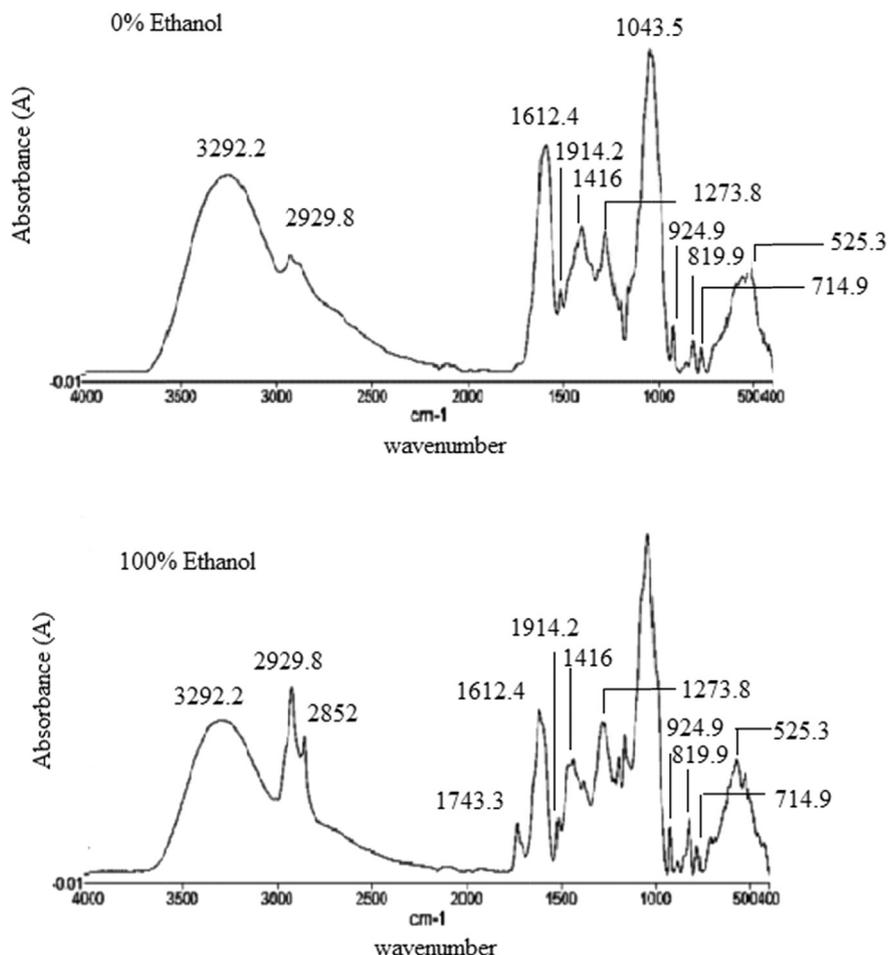 0% Ethanol
Absorbance (A)
1043.5
1612.4
3292.2
1914.2
1416
1273.8
2929.8
924.9
525.3
819.9
714.9
-0.01
4000 3500 3000 2500 2000 1500 1000 500400
cm-1
wavenumber
100% Ethanol
Absorbance (A)
1914.2
2929.8
1416
3292.2
1612.4
1273.8
2852
924.9
525.3
819.9
1743.3
714.9
-0.01
4000 3500 3000 2500 2000 1500 1000 500400
cm-1
wavenumber